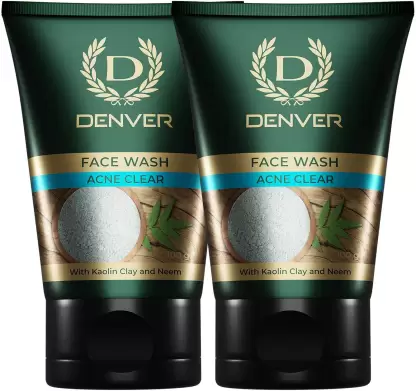 D
DENVER
FACE WASH
ACNE CLEAR
With Kaolin Clay and Neem
D
DENVER
FACE WASH
ACNE CLEAR
With Kaolin Clay and Neem